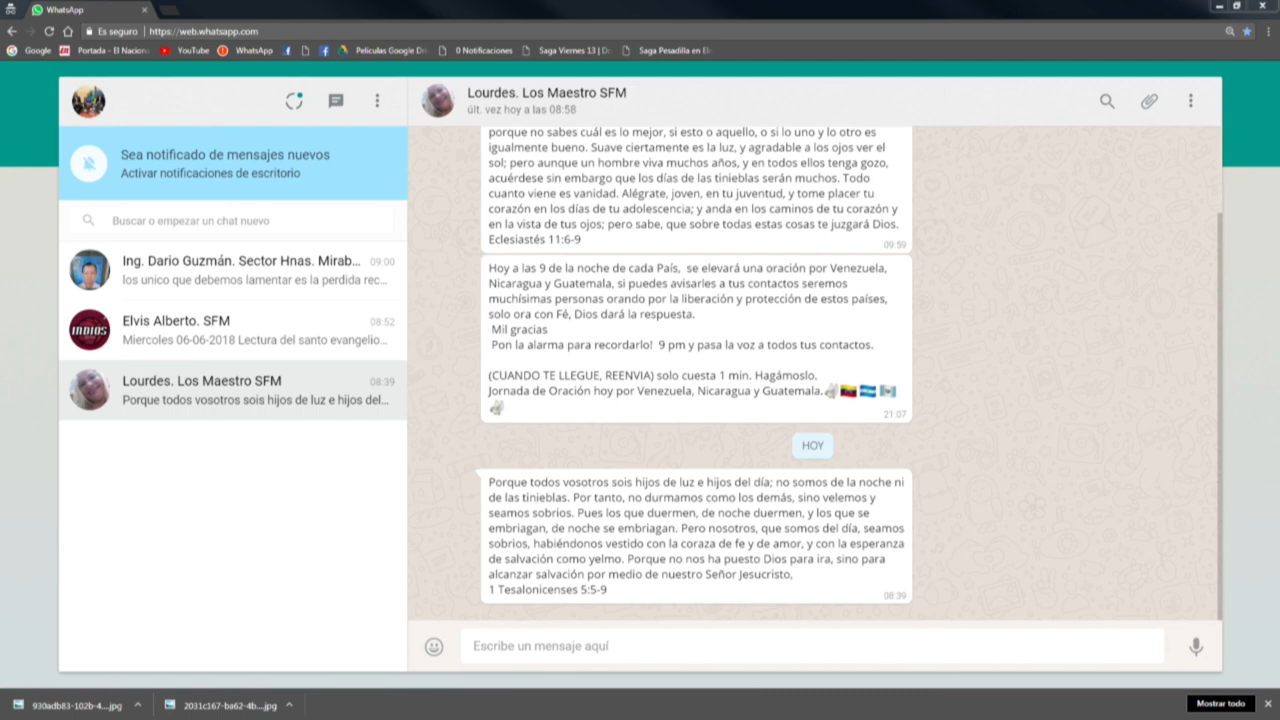 WhatsApp
Es seguro | https://web.whatsapp.com
Google
Portada - El Nacion
YouTube
WhatsApp
Peliculas Google Dri
0 Notificaciones
Saga Viernes 13 | Do
Saga Pesadilla en El
Lourdes. Los Maestro SFM
últ. vez hoy a las 08:58
Sea notificado de mensajes nuevos
Activar notificaciones de escritorio
Buscar o empezar un chat nuevo
Ing. Dario Guzmán. Sector Hnas. Mirab... 09:00
los unico que debemos lamentar es la perdida rec...
Elvis Alberto. SFM 08:52
INDIOS
Miercoles 06-06-2018 Lectura del santo evangelio...
Lourdes. Los Maestro SFM 08:39
Porque todos vosotros sois hijos de luz e hijos del...
porque no sabes cuál es lo mejor, si esto o aquello, o si lo uno y lo otro es
igualmente bueno. Suave ciertamente es la luz, y agradable a los ojos ver el
sol; pero aunque un hombre viva muchos años, y en todos ellos tenga gozo,
acuérdese sin embargo que los días de las tinieblas serán muchos. Todo
cuanto viene es vanidad. Alégrate, joven, en tu juventud, y tome placer tu
corazón en los días de tu adolescencia; y anda en los caminos de tu corazón y
en la vista de tus ojos; pero sabe, que sobre todas estas cosas te juzgará Dios.
Eclesiastés 11:6-9
09:59
Hoy a las 9 de la noche de cada País, se elevará una oración por Venezuela,
Nicaragua y Guatemala, si puedes avisarles a tus contactos seremos
muchísimas personas orando por la liberación y protección de estos países,
solo ora con Fé, Dios dará la respuesta.
Mil gracias
Pon la alarma para recordarlo! 9 pm y pasa la voz a todos tus contactos.
(CUANDO TE LLEGUE, REENVIA) solo cuesta 1 min. Hagámoslo.
Jornada de Oración hoy por Venezuela, Nicaragua y Guatemala.
21:07
HOY
Porque todos vosotros sois hijos de luz e hijos del día; no somos de la noche ni
de las tinieblas. Por tanto, no durmamos como los demás, sino velemos y
seamos sobrios. Pues los que duermen, de noche duermen, y los que se
embriagan, de noche se embriagan. Pero nosotros, que somos del día, seamos
sobrios, habiéndonos vestido con la coraza de fe y de amor, y con la esperanza
de salvación como yelmo. Porque no nos ha puesto Dios para ira, sino para
alcanzar salvación por medio de nuestro Señor Jesucristo,
1 Tesalonicenses 5:5-9
08:39
Escribe un mensaje aquí
930adb83-102b-4....jpg
2031c167-ba62-4b....jpg
Mostrar todo